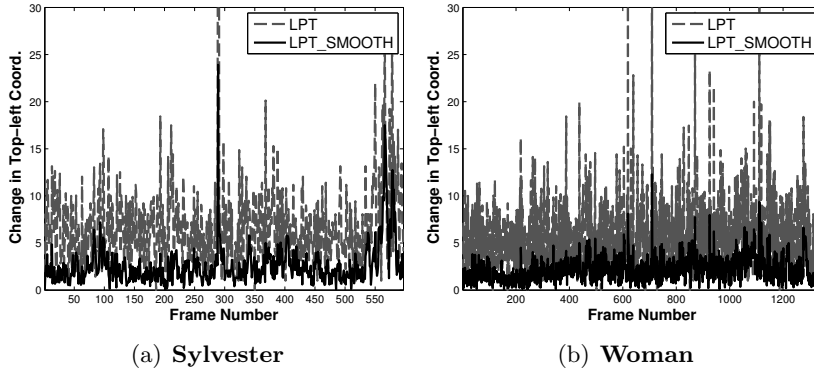 30
25
20
15
10
5
0
Change in Top-left Coord.
LPT
LPT_SMOOTH
50 100 150 200 250 300 350 400 450 500 550
Frame Number
(a) Sylvester
30
25
20
15
10
5
0
Change in Top-left Coord.
LPT
LPT_SMOOTH
200 400 600 800 1000 1200
Frame Number
(b) Woman